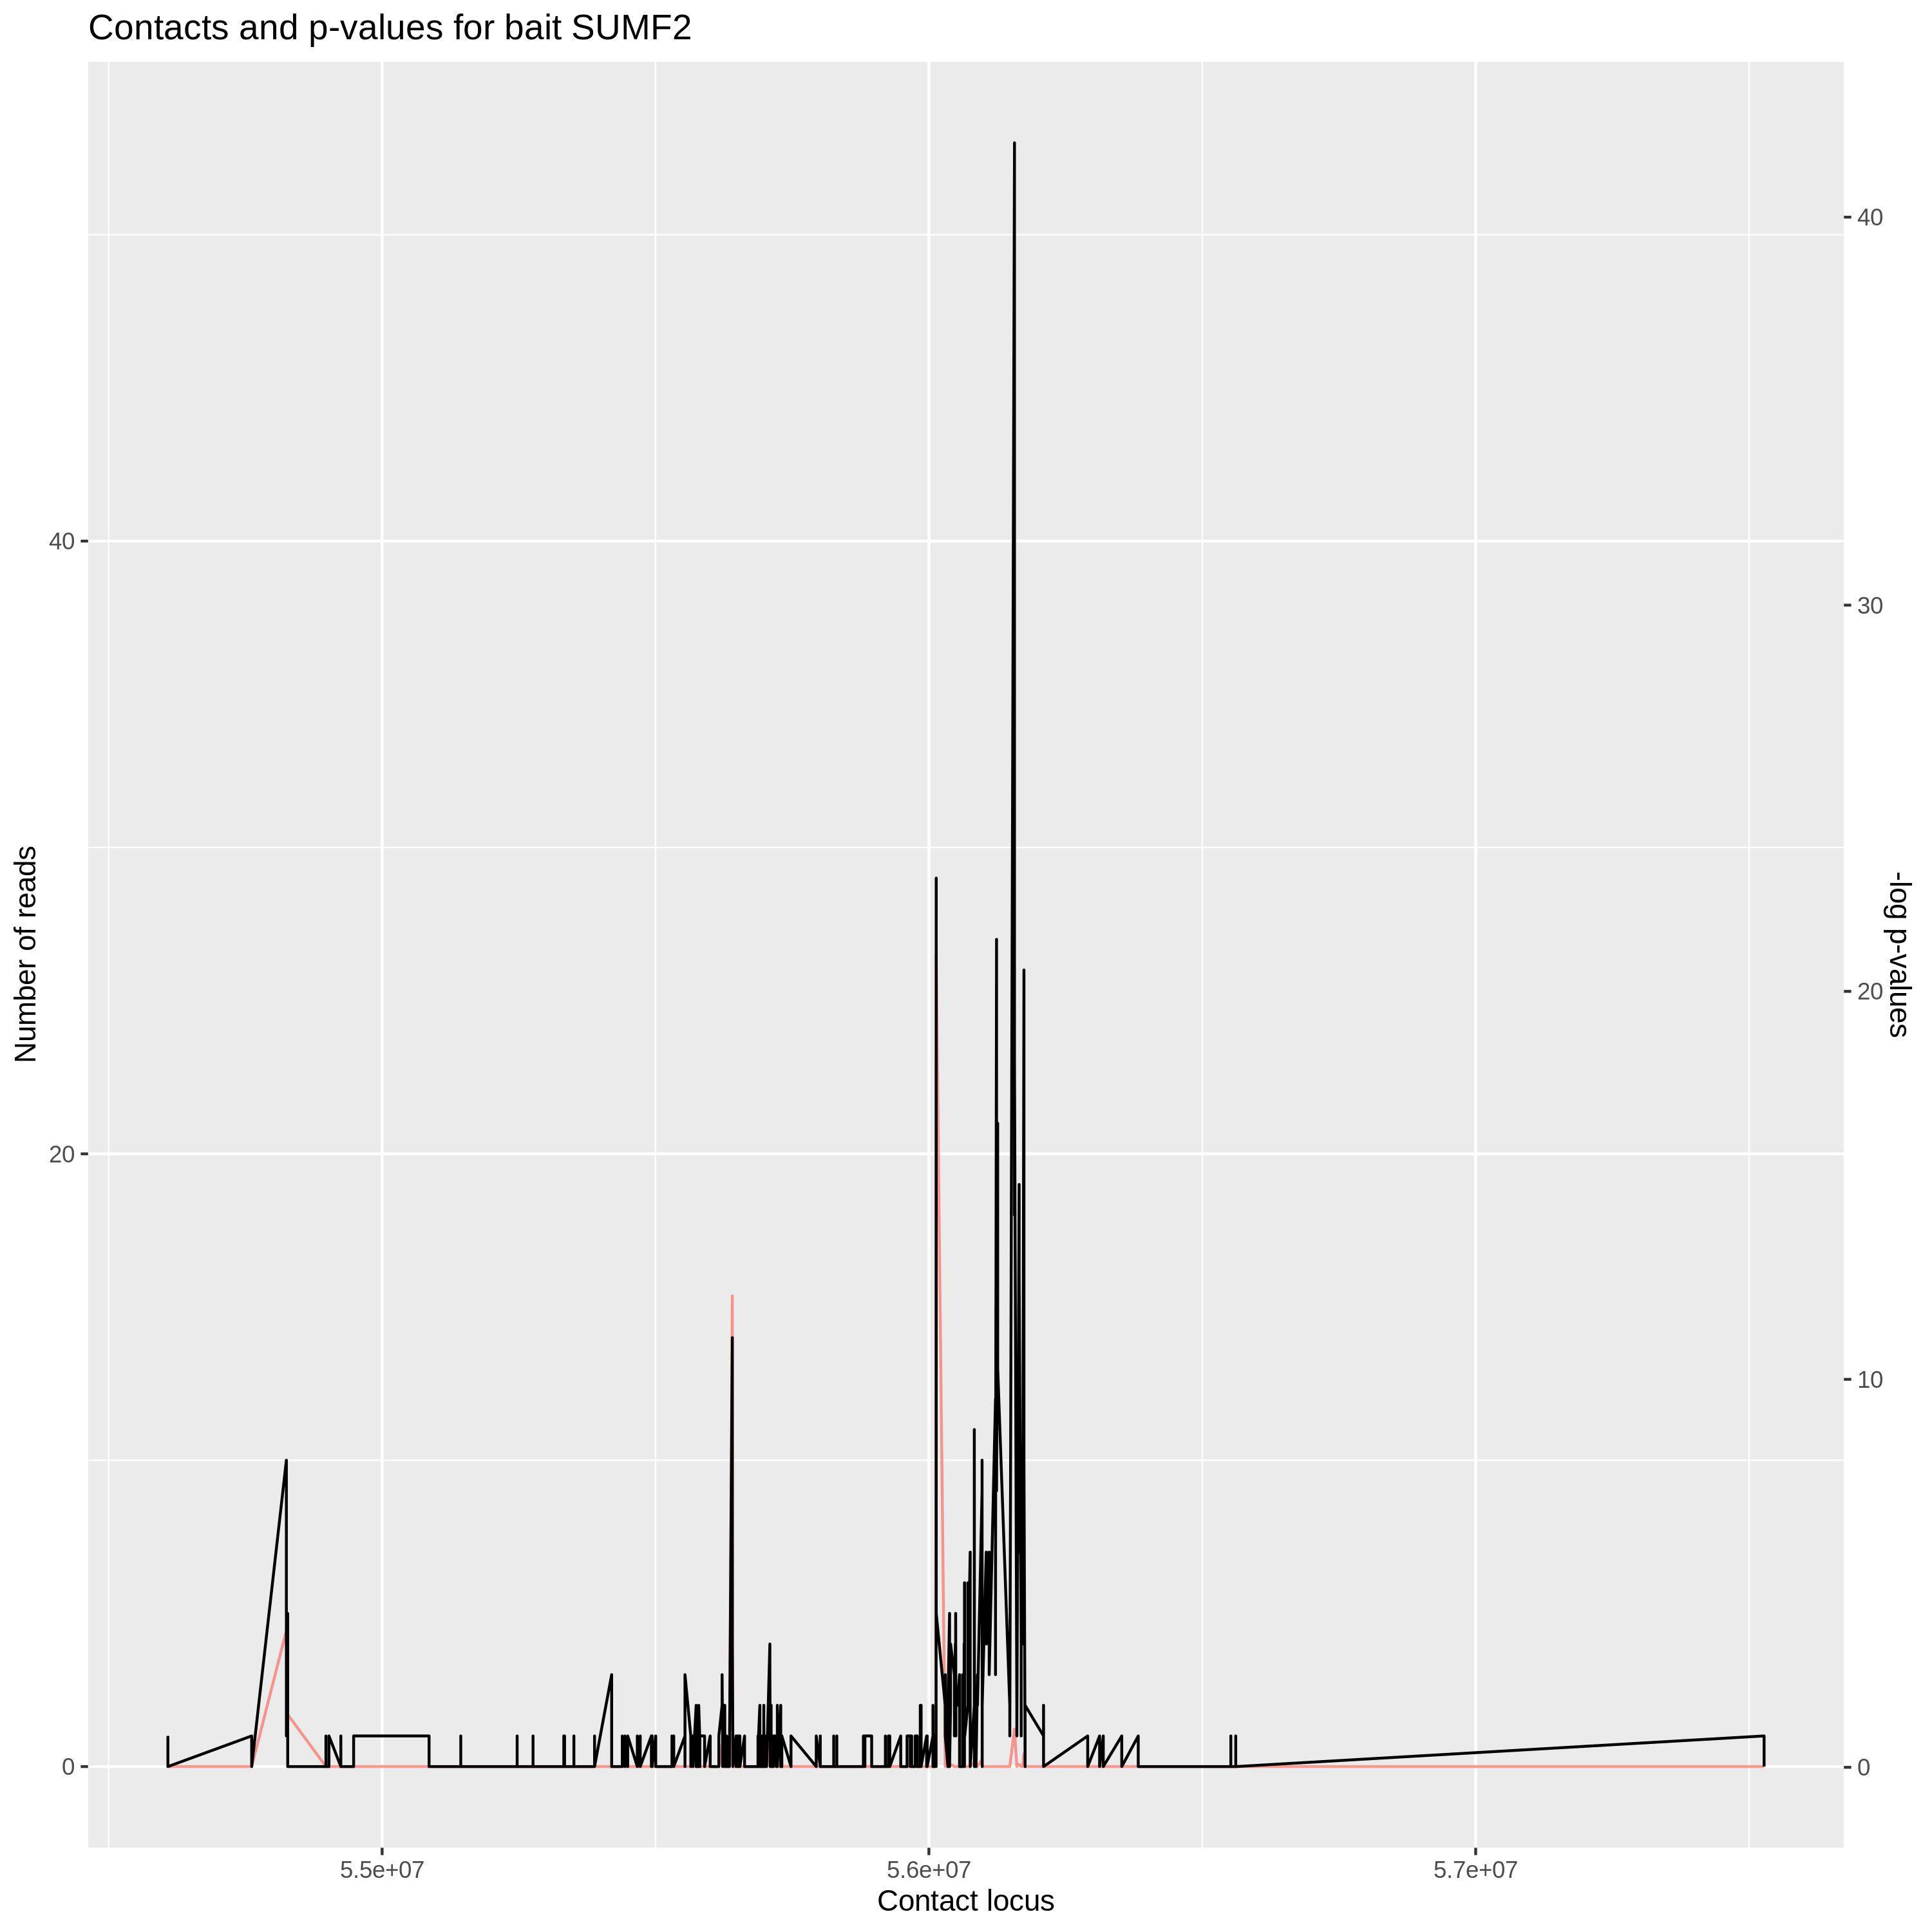 Contacts and p-values for bait SUMF2
Number of reads
40
20
0
40
30
20
10
0
-log p-values
5.5e+07
5.6e+07
5.7e+07
Contact locus